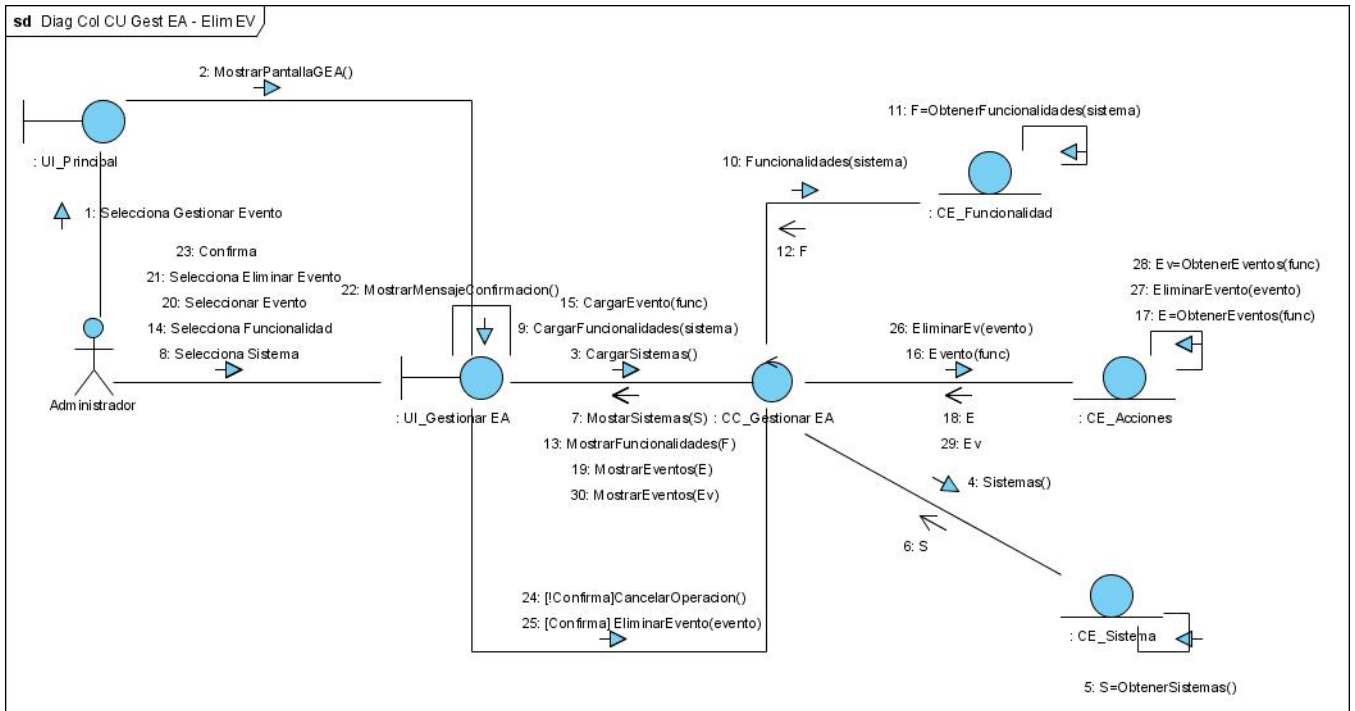 sd Diag Col CU Gest EA - Elim EV
2: MostrarPantallaGEA()
: UI_Principal
1: Selecciona Gestionar Evento
23: Confirma
21: Selecciona Eliminar Evento
20: Seleccionar Evento
14: Selecciona Funcionalidad
8: Selecciona Sistema
Administrador
22: MostrarMensajeConfirmacion()
: UI_Gestionar EA
15: CargarEvento(func)
9: CargarFuncionalidades(sistema)
3: CargarSistemas()
7: MostarSistemas(S)
13: MostrarFuncionalidades(F)
19: MostrarEventos(E)
30: MostrarEventos(Ev)
: CC_Gestionar EA
24: [!Confirma]CancelarOperacion()
25: [Confirma] EliminarEvento(evento)
11: F=ObtenerFuncionalidades(sistema)
10: Funcionalidades(sistema)
: CE_Funcionalidad
12: F
28: Ev=ObtenerEventos(func)
27: EliminarEvento(evento)
17: E=ObtenerEventos(func)
26: EliminarEv(evento)
16: Evento(func)
: CE_Acciones
18: E
29: Ev
4: Sistemas()
6: S
: CE_Sistema
5: S=ObtenerSistemas()